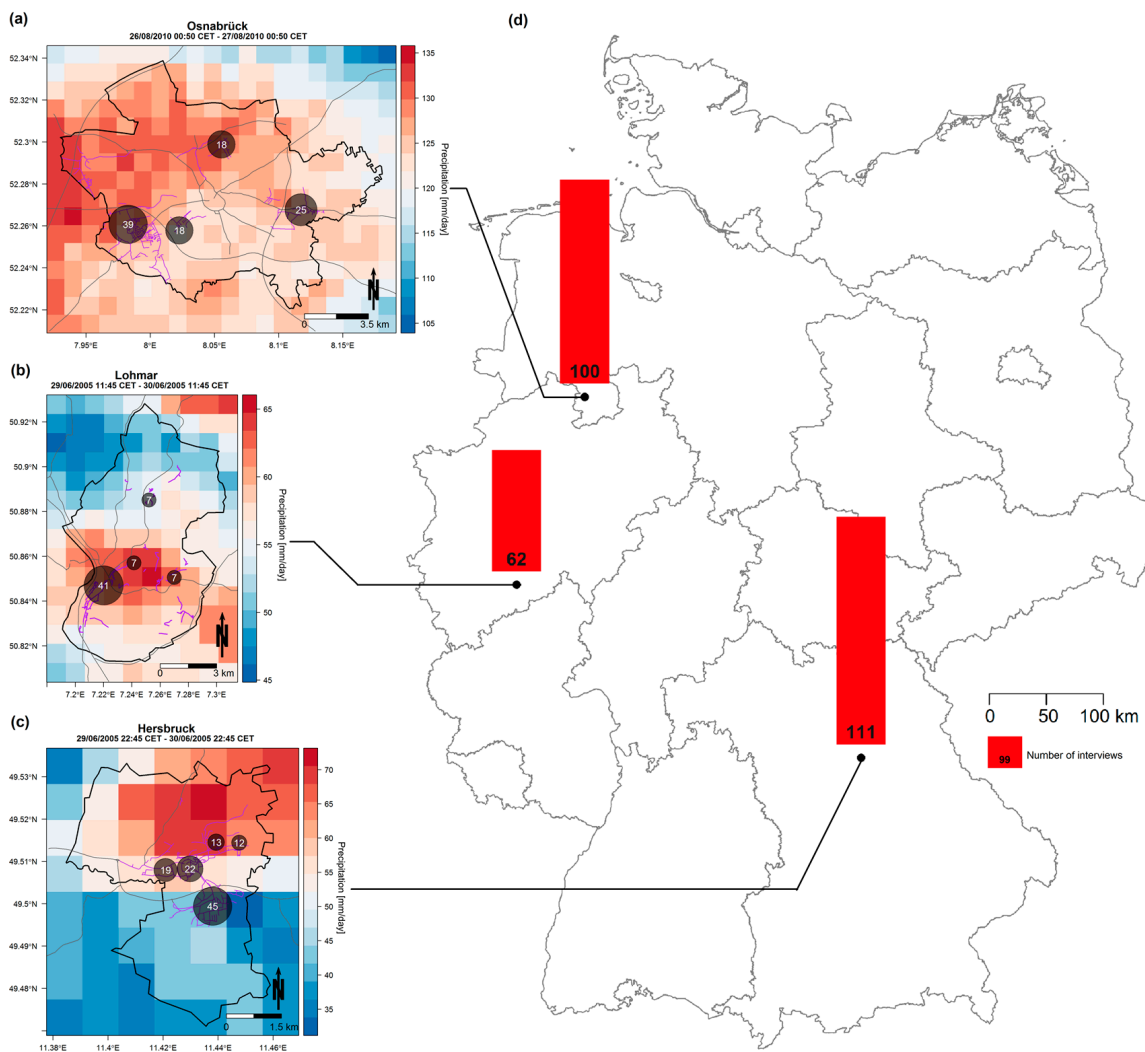 (a)
Osnabrück
26/08/2010 00:50 CET - 27/08/2010 00:50 CET
52.34°N
52.32°N
52.3°N
52.28°N
52.26°N
52.24°N
52.22°N
18
39
18
25
N
0 3.5 km
7.95°E 8°E 8.05°E 8.1°E 8.15°E
135
130
125
120
115
110
105
Precipitation [mm/day]
(b)
Lohmar
29/06/2005 11:45 CET - 30/06/2005 11:45 CET
50.92°N
50.9°N
50.88°N
50.86°N
50.84°N
50.82°N
7
7
7
41
N
0 3 km
7.2°E 7.22°E 7.24°E 7.26°E 7.28°E 7.3°E
65
60
55
50
45
Precipitation [mm/day]
(c)
Hersbruck
29/06/2005 22:45 CET - 30/06/2005 22:45 CET
49.53°N
49.52°N
49.51°N
49.5°N
49.49°N
49.48°N
13
12
19
22
45
N
0 1.5 km
11.38°E 11.4°E 11.42°E 11.44°E 11.46°E
70
65
60
55
50
45
40
35
Precipitation [mm/day]
(d)
100
62
111
0 50 100 km
99 Number of interviews